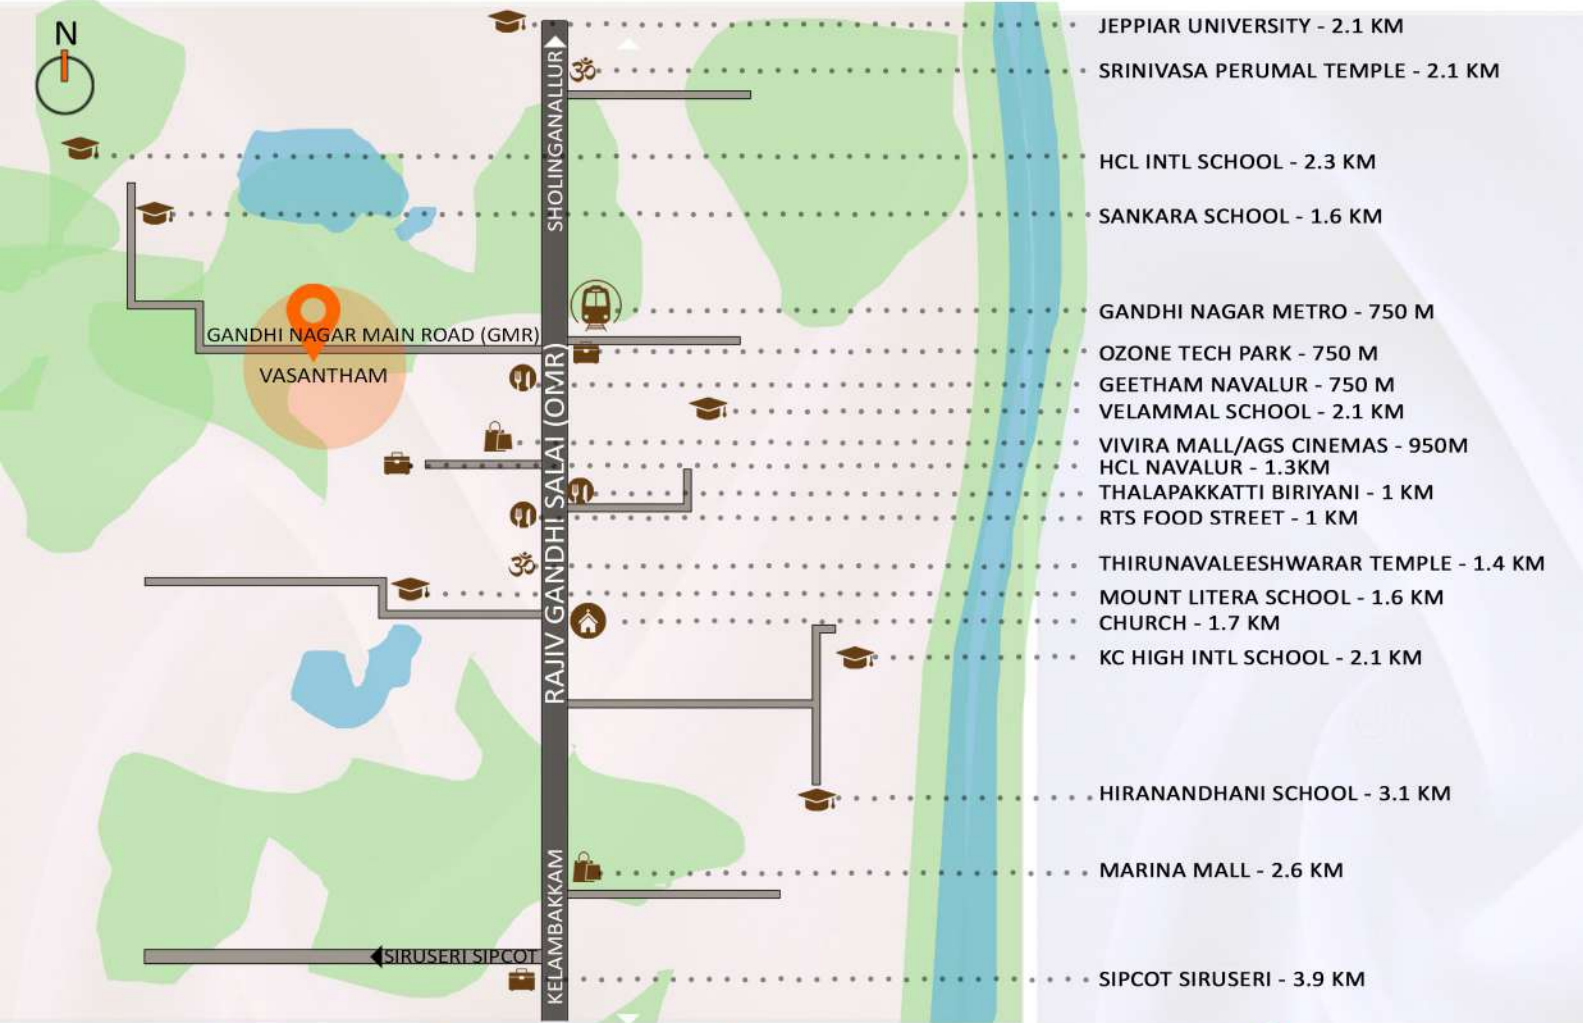 N
JEPPIAR UNIVERSITY - 2.1 KM
SRINIVASA PERUMAL TEMPLE - 2.1 KM
HCL INTL SCHOOL - 2.3 KM
SANKARA SCHOOL - 1.6 KM
GANDHI NAGAR METRO - 750 M
OZONE TECH PARK - 750 M
GEETHAM NAVALUR - 750 M
VELAMMAL SCHOOL - 2.1 KM
VIVIRA MALL/AGS CINEMAS - 950M
HCL NAVALUR - 1.3KM
THALAPAKKATTI BIRIYANI - 1 KM
RTS FOOD STREET - 1 KM
THIRUNAVALEESHWARAR TEMPLE - 1.4 KM
MOUNT LITERA SCHOOL - 1.6 KM
CHURCH - 1.7 KM
KC HIGH INTL SCHOOL - 2.1 KM
HIRANANDHANI SCHOOL - 3.1 KM
MARINA MALL - 2.6 KM
SIPCOT SIRUSERI - 3.9 KM
SHOLINGANALLUR
RAJIV GANDHI SALAI (OMR)
KELAMBAKKAM
GANDHI NAGAR MAIN ROAD (GMR)
VASANTHAM
SIRUSERI SIPCOT
ॐ
ॐ